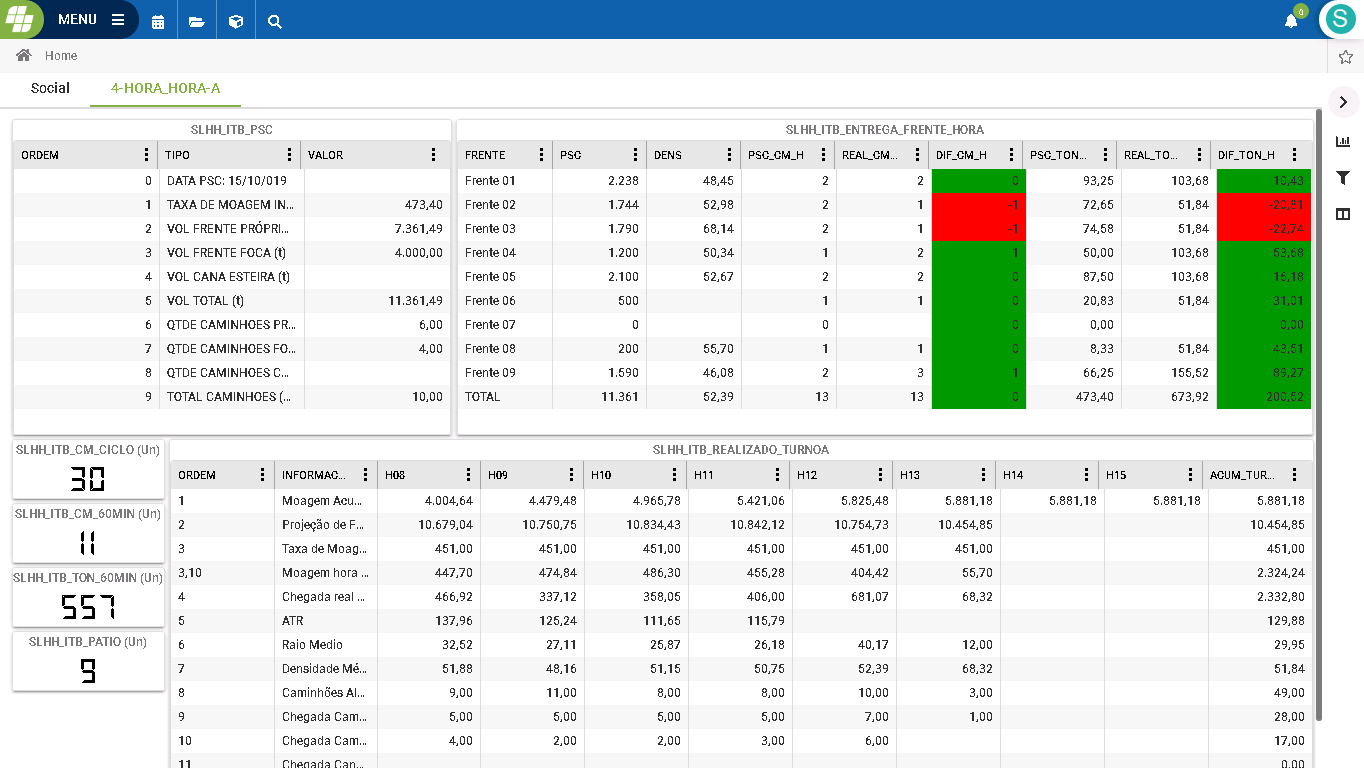 MENU
0
S
Home
Social 4-HORA_HORA-A
SLHH_ITB_PSC
ORDEM TIPO VALOR
0 DATA PSC: 15/10/019
1 TAXA DE MOAGEM IN... 473,40
2 VOL FRENTE PRÓPRI... 7.361,49
3 VOL FRENTE FOCA (t) 4.000,00
4 VOL CANA ESTEIRA (t)
5 VOL TOTAL (t) 11.361,49
6 QTDE CAMINHOES PR... 6,00
7 QTDE CAMINHOES FO... 4,00
8 QTDE CAMINHOES C...
9 TOTAL CAMINHOES (... 10,00
SLHH_ITB_ENTREGA_FRENTE_HORA
FRENTE PSC DENS PSC_CM_H REAL_CM... DIF_CM_H PSC_TON... REAL_TO... DIF_TON_H
Frente 01 2.238 48,45 2 2 0 93,25 103,68 10,43
Frente 02 1.744 52,98 2 1 -1 72,65 51,84 -20,81
Frente 03 1.790 68,14 2 1 -1 74,58 51,84 -22,74
Frente 04 1.200 50,34 1 2 1 50,00 103,68 53,68
Frente 05 2.100 52,67 2 2 0 87,50 103,68 16,18
Frente 06 500 1 1 0 20,83 51,84 31,01
Frente 07 0 0 0 0,00 0,00
Frente 08 200 55,70 1 1 0 8,33 51,84 43,51
Frente 09 1.590 46,08 2 3 1 66,25 155,52 89,27
TOTAL 11.361 52,39 13 13 0 473,40 673,92 200,52
SLHH_ITB_CM_CICLO (Un)
30
SLHH_ITB_CM_60MIN (Un)
11
SLHH_ITB_TON_60MIN (Un)
557
SLHH_ITB_PATIO (Un)
9
SLHH_ITB_REALIZADO_TURNOA
ORDEM INFORMAC... H08 H09 H10 H11 H12 H13 H14 H15 ACUM_TUR...
1 Moagem Acu... 4.004,64 4.479,48 4.965,78 5.421,06 5.825,48 5.881,18 5.881,18 5.881,18 5.881,18
2 Projeção de F... 10.679,04 10.750,75 10.834,43 10.842,12 10.754,73 10.454,85 10.454,85
3 Taxa de Moag... 451,00 451,00 451,00 451,00 451,00 451,00 451,00
3,10 Moagem hora ... 447,70 474,84 486,30 455,28 404,42 55,70 2.324,24
4 Chegada real ... 466,92 337,12 358,05 406,00 681,07 68,32 2.332,80
5 ATR 137,96 125,24 111,65 115,79 129,88
6 Raio Medio 32,52 27,11 25,87 26,18 40,17 12,00 29,95
7 Densidade Mé... 51,88 48,16 51,15 50,75 52,39 68,32 51,84
8 Caminhões Al... 9,00 11,00 8,00 8,00 10,00 3,00 49,00
9 Chegada Cam... 5,00 5,00 5,00 5,00 7,00 1,00 28,00
10 Chegada Cam... 4,00 2,00 2,00 3,00 6,00 17,00
11 Chegada Can... 0,00